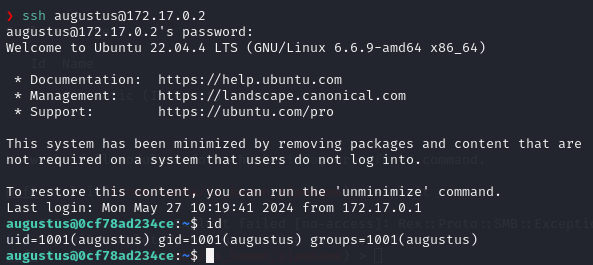 ❯ ssh augustus@172.17.0.2
augustus@172.17.0.2's password:
Welcome to Ubuntu 22.04.4 LTS (GNU/Linux 6.6.9-amd64 x86_64)
* Documentation:  https://help.ubuntu.com
* Management:     https://landscape.canonical.com
* Support:        https://ubuntu.com/pro
This system has been minimized by removing packages and content that are
not required on a system that users do not log into.
To restore this content, you can run the 'unminimize' command.
Last login: Mon May 27 10:19:41 2024 from 172.17.0.1
augustus@0cf78ad234ce:~$ id
uid=1001(augustus) gid=1001(augustus) groups=1001(augustus)
augustus@0cf78ad234ce:~$